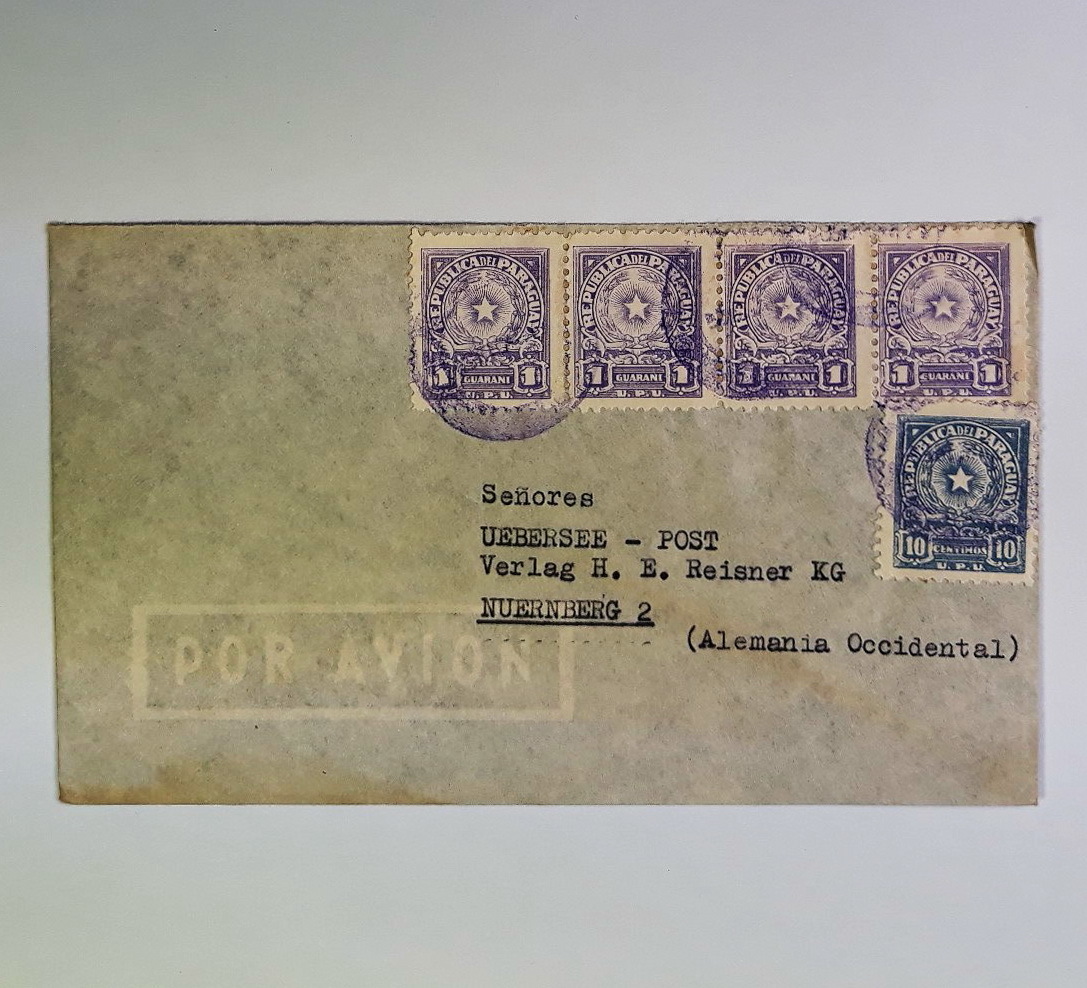 REPUBLICA DEL PARAGUAY
1 GUARANI 1
U.P.U.
REPUBLICA DEL PARAGUAY
1 GUARANI 1
U.P.U.
REPUBLICA DEL PARAGUAY
1 GUARANI 1
U.P.U.
REPUBLICA DEL PARAGUAY
1 GUARANI 1
U.P.U.
REPUBLICA DEL PARAGUAY
10 CENTIMOS 10
U.P.U.
Señores
UEBERSEE - POST
Verlag H. E. Reisner KG
NUERNBERG 2
(Alemania Occidental)
POR AVION